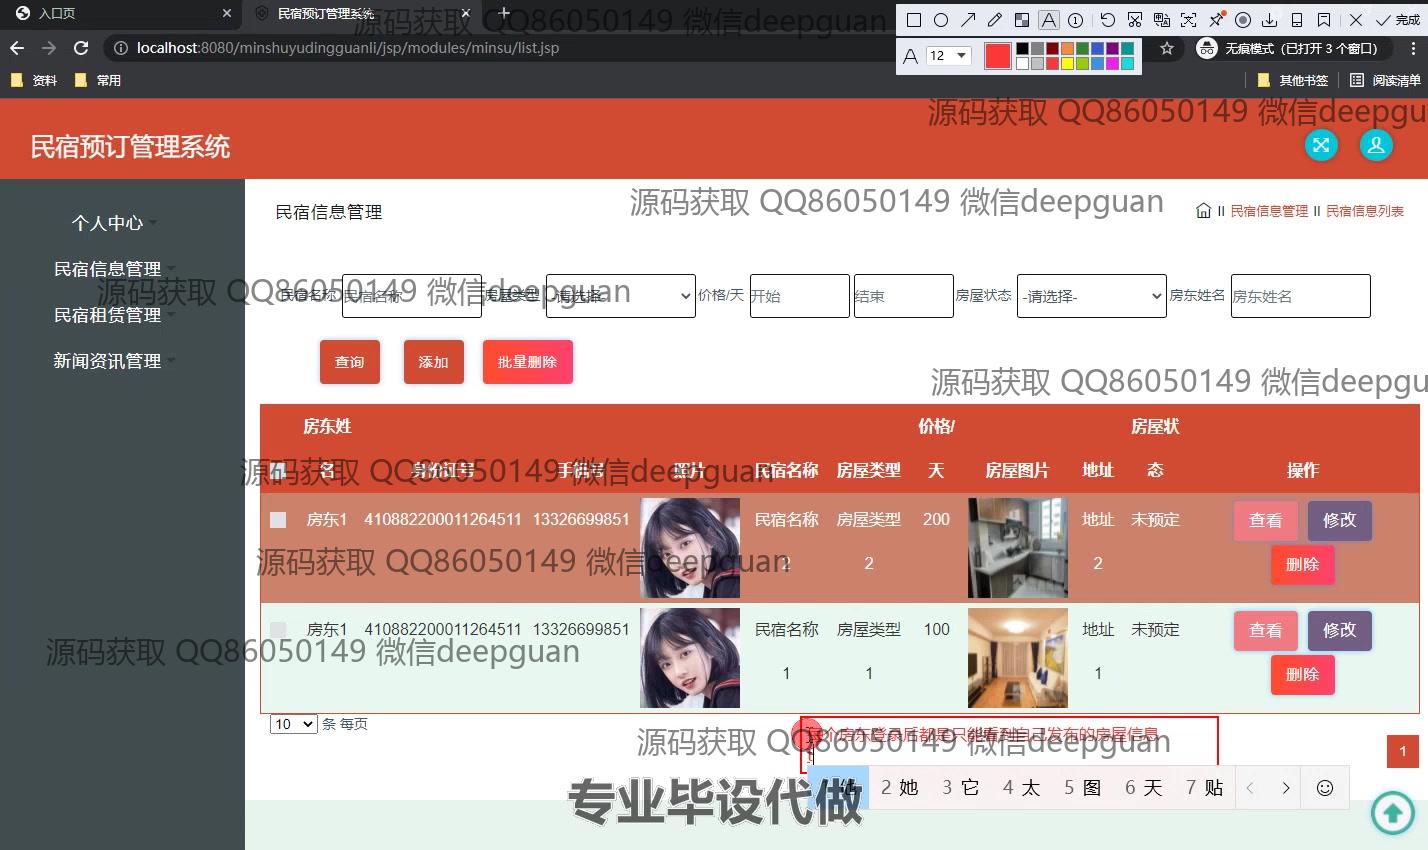 入口页
民宿预订管理系统
12
完成
localhost:8080/minshuyudingguanli/jsp/modules/minsu/list.jsp
无痕模式 (已打开 3 个窗口)
资料
常用
其他书签
阅读清单
源码获取 QQ86050149 微信deepguan
源码获取 QQ86050149 微信deepgu
民宿预订管理系统
个人中心
民宿信息管理
民宿租赁管理
新闻资讯管理
民宿信息管理
源码获取 QQ86050149 微信deepguan
民宿信息管理 民宿信息列表
源码获取 QQ86050149 微信deepguan
民宿名称 民宿名称 房屋类型 -请选择- 价格/天 开始 结束 房屋状态 -请选择- 房东姓名 房东姓名
查询 添加 批量删除
源码获取 QQ86050149 微信deepgu
房东姓名 身份证号 手机号 照片 民宿名称 房屋类型 价格/天 房屋图片 地址 房屋状态 操作
源码获取 QQ86050149 微信deepguan
房东1 410882200011264511 13326699851 民宿名称2 房屋类型2 200 地址2 未预定 查看 修改 删除
源码获取 QQ86050149 微信deepguan
房东1 410882200011264511 13326699851 民宿名称1 房屋类型1 100 地址1 未预定 查看 修改 删除
源码获取 QQ86050149 微信deepguan
10 条 每页
每个房东登录后都是只能看到自己发布的房屋信息
t
源码获取 QQ86050149 微信deepguan
1
他 2 她 3 它 4 太 5 图 6 天 7 贴
专业毕设代做